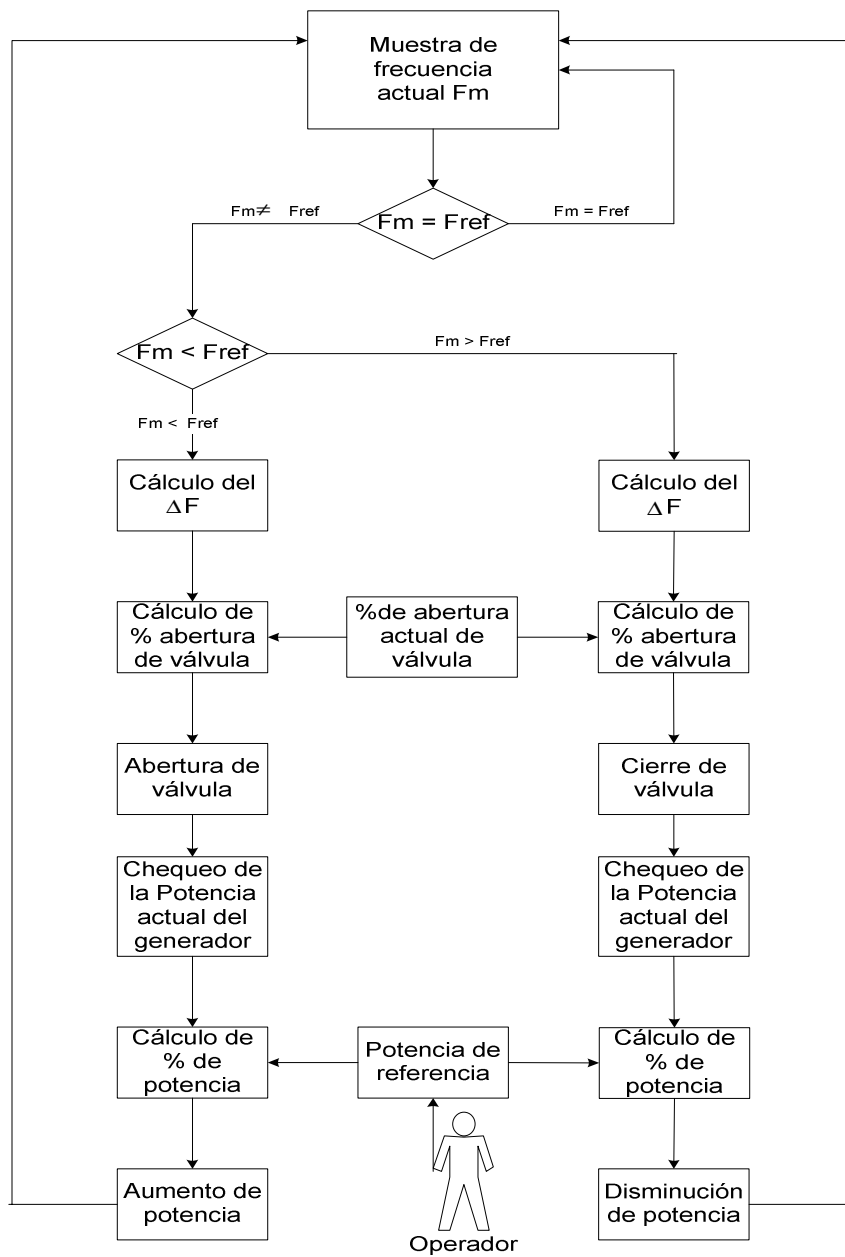 Muestra de
frecuencia
actual Fm
Fm≠ Fref
Fm = Fref
Fm = Fref
Fm < Fref
Fm > Fref
Fm < Fref
Cálculo del
Δ F
Cálculo del
Δ F
Cálculo de
% abertura
de válvula
%de abertura
actual de
válvula
Cálculo de
% abertura
de válvula
Abertura de
válvula
Cierre de
válvula
Chequeo de
la Potencia
actual del
generador
Chequeo de
la Potencia
actual del
generador
Cálculo de
% de
potencia
Potencia de
referencia
Cálculo de
% de
potencia
Aumento de
potencia
Operador
Disminución
de potencia